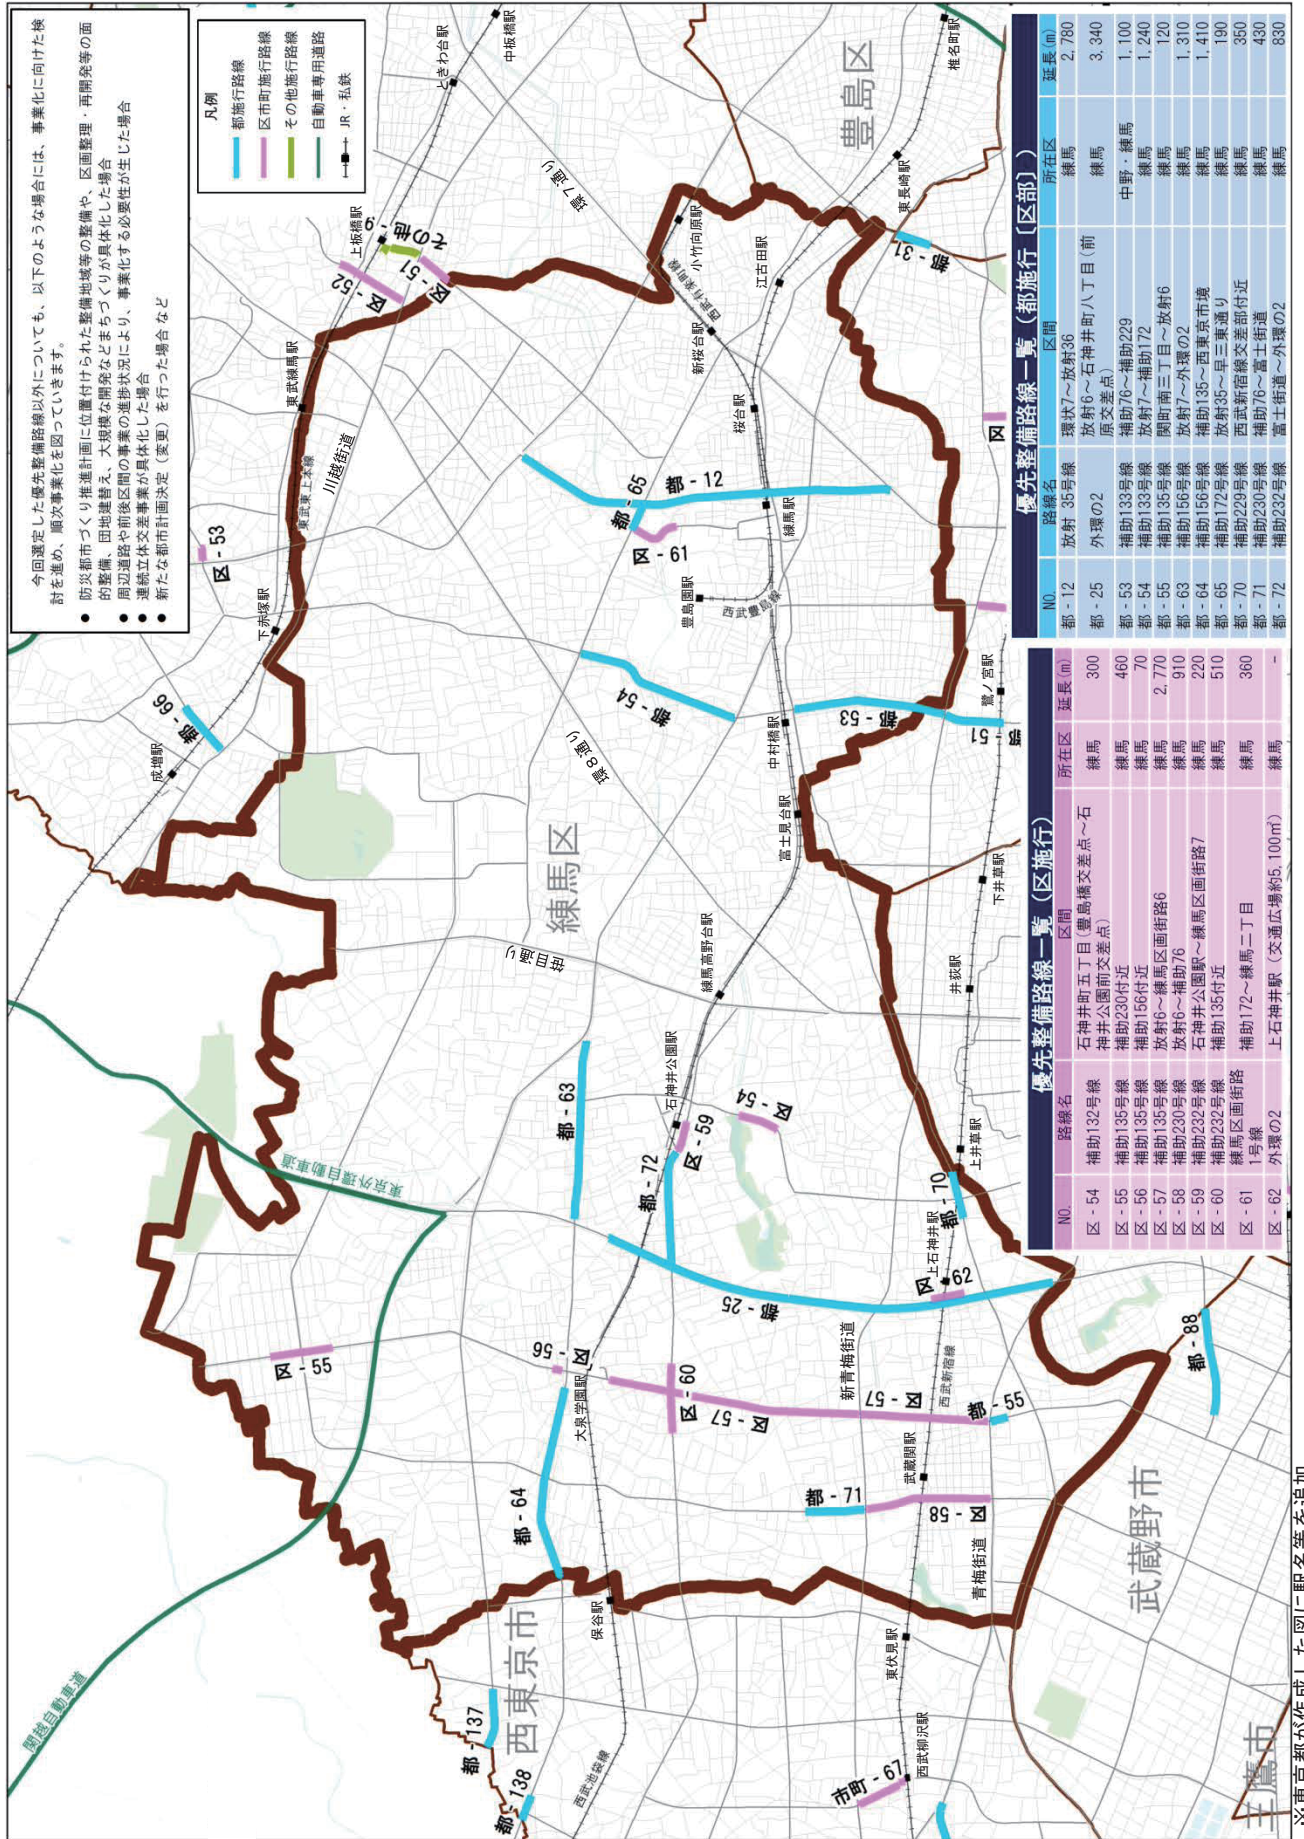 今回選定した優先整備路線以外についても、以下のような場合には、事業化に向けた検
討を進め、順次事業化を図っていきます。
● 防災都市づくり推進計画に位置付けられた整備地域等の整備や、区画整理・再開発等の面
的整備、団地建替え、大規模な開発などまちづくりが具体化した場合
● 周辺道路や前後区間の事業の進捗状況により、事業化する必要性が生じた場合
● 連続立体交差事業が具体化した場合
● 新たな都市計画決定（変更）を行った場合 など
凡例
都施行路線
区市町施行路線
その他施行路線
自動車専用道路
JR・私鉄
関越自動車道
東京外環自動車道
西東京市
練馬区
豊島区
武蔵野市
三鷹市
成増駅
下赤塚駅
東武練馬駅
上板橋駅
ときわ台駅
中板橋駅
東武東上本線
川越街道
環7通り
環8通り
笹目通り
小竹向原駅
西武有楽町線
新桜台駅
江古田駅
東長崎駅
椎名町駅
桜台駅
練馬駅
豊島園駅
西武豊島線
中村橋駅
富士見台駅
練馬高野台駅
石神井公園駅
大泉学園駅
保谷駅
西武池袋線
鷺ノ宮駅
下井草駅
井荻駅
上井草駅
上石神井駅
武蔵関駅
東伏見駅
西武柳沢駅
西武新宿線
新青梅街道
青梅街道
都 - 66
区 - 53
区 - 52
区 - 51
その他 - 9
都 - 31
都 - 12
都 - 65
区 - 61
都 - 54
都 - 53
都 - 51
都 - 63
都 - 72
区 - 59
区 - 54
都 - 70
都 - 25
区 - 62
区 - 55
区 - 56
区 - 60
区 - 57
区 - 57
都 - 55
都 - 64
都 - 71
区 - 58
都 - 88
都 - 137
都 - 138
市町 - 67
区
優先整備路線一覧（区施行）
NO. 路線名 区間 所在区 延長(m)
区 - 54 補助132号線 石神井町五丁目（豊島橋交差点～石
神井公園前交差点） 練馬 300
区 - 55 補助135号線 補助230付近 練馬 460
区 - 56 補助135号線 補助156付近 練馬 70
区 - 57 補助135号線 放射6～練馬区画街路6 練馬 2,770
区 - 58 補助230号線 放射6～補助76 練馬 910
区 - 59 補助232号線 石神井公園駅～練馬区画街路7 練馬 220
区 - 60 補助232号線 補助135付近 練馬 510
区 - 61 練馬区画街路
1号線 補助172～練馬二丁目 練馬 360
区 - 62 外環の2 上石神井駅（交通広場約5,100㎡） 練馬 -
優先整備路線一覧（都施行〔区部〕）
NO. 路線名 区間 所在区 延長(m)
都 - 12 放射 35号線 環状7～放射36 練馬 2,780
都 - 25 外環の2 放射6～石神井町八丁目（前
原交差点） 練馬 3,340
都 - 53 補助133号線 補助76～補助229 中野・練馬 1,100
都 - 54 補助133号線 放射7～補助172 練馬 1,240
都 - 55 補助135号線 関町南三丁目～放射6 練馬 120
都 - 63 補助156号線 放射7～外環の2 練馬 1,310
都 - 64 補助156号線 補助135～西東京市境 練馬 1,410
都 - 65 補助172号線 放射35～早三東通り 練馬 190
都 - 70 補助229号線 西武新宿線交差部付近 練馬 350
都 - 71 補助230号線 補助76～富士街道 練馬 430
都 - 72 補助232号線 富士街道～外環の2 練馬 830
※東京都が作成した図に駅名等を追加